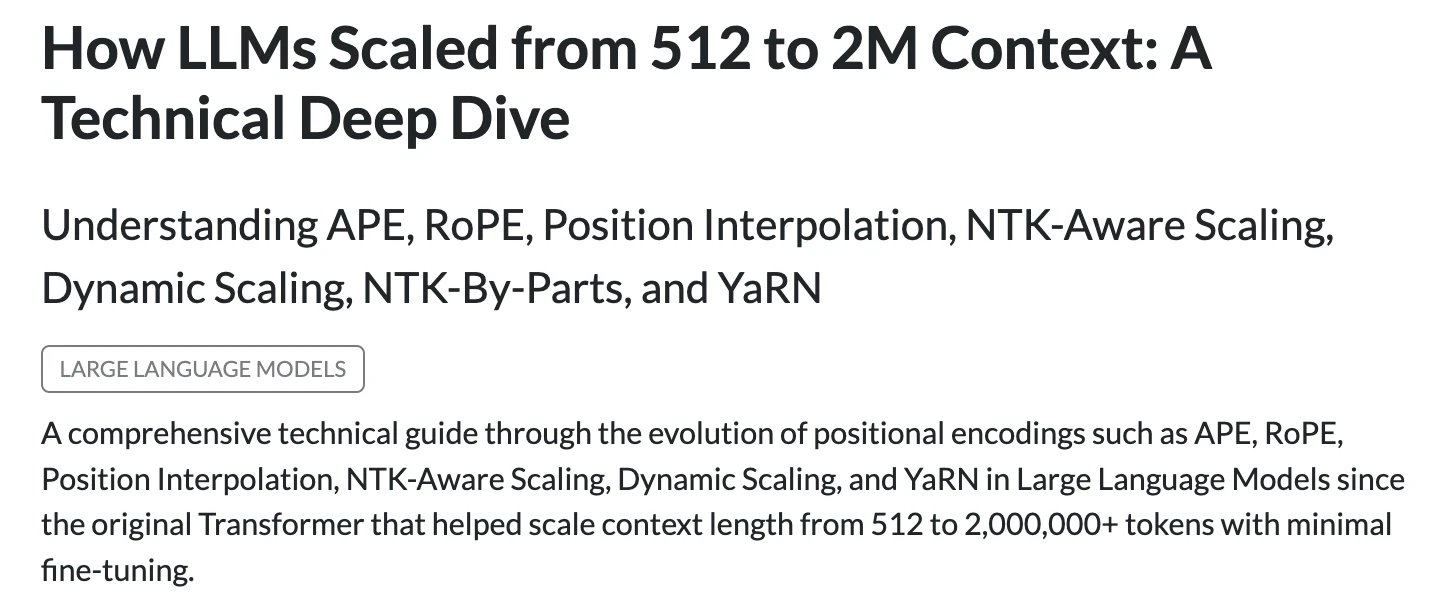 How LLMs Scaled from 512 to 2M Context: A
Technical Deep Dive
Understanding APE, RoPE, Position Interpolation, NTK-Aware Scaling,
Dynamic Scaling, NTK-By-Parts, and YaRN
LARGE LANGUAGE MODELS
A comprehensive technical guide through the evolution of positional encodings such as APE, RoPE,
Position Interpolation, NTK-Aware Scaling, Dynamic Scaling, and YaRN in Large Language Models since
the original Transformer that helped scale context length from 512 to 2,000,000+ tokens with minimal
fine-tuning.